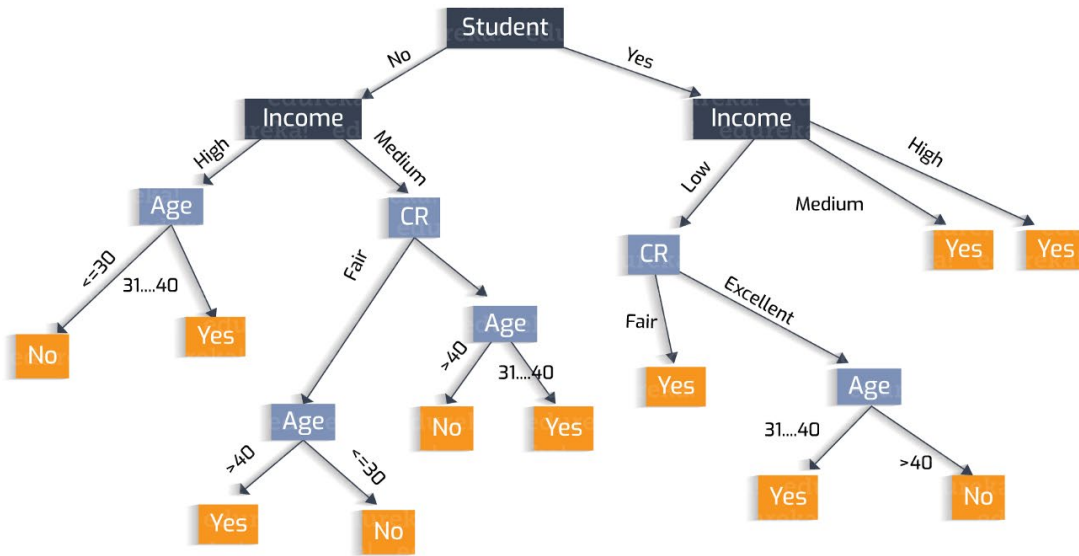 Student
No
Yes
Income
Income
High
Medium
Low
Medium
High
Age
CR
CR
Yes
Yes
<=30
31....40
Fair
Fair
Excellent
No
Yes
Age
Yes
Age
>40
31....40
Age
No
Yes
31....40
>40
>40
<=30
Yes
No
Yes
No
edureka!